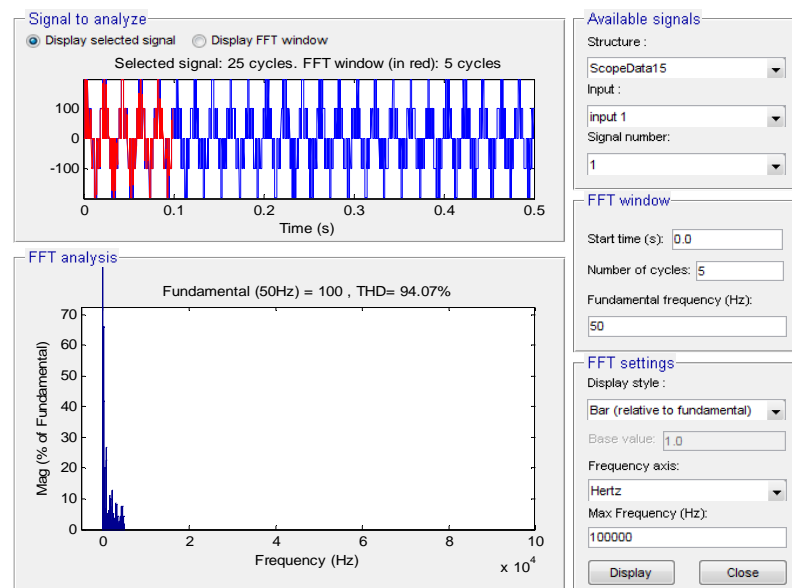 Signal to analyze
Display selected signal
Display FFT window
Selected signal: 25 cycles. FFT window (in red): 5 cycles
100
0
-100
0
0.1
0.2
0.3
0.4
0.5
Time (s)
FFT analysis
Fundamental (50Hz) = 100 , THD= 94.07%
Mag (% of Fundamental)
70
60
50
40
30
20
10
0
0
2
4
6
8
10
x 10^4
Frequency (Hz)
Available signals
Structure :
ScopeData15
Input :
input 1
Signal number:
1
FFT window
Start time (s): 0.0
Number of cycles: 5
Fundamental frequency (Hz):
50
FFT settings
Display style :
Bar (relative to fundamental)
Base value: 1.0
Frequency axis:
Hertz
Max Frequency (Hz):
100000
Display
Close